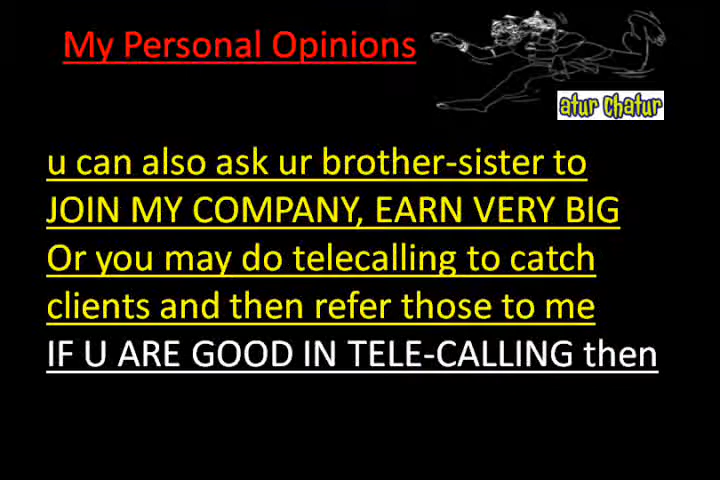 My Personal Opinions
atur chatur
u can also ask ur brother-sister to
JOIN MY COMPANY, EARN VERY BIG
Or you may do telecalling to catch
clients and then refer those to me
IF U ARE GOOD IN TELE-CALLING then